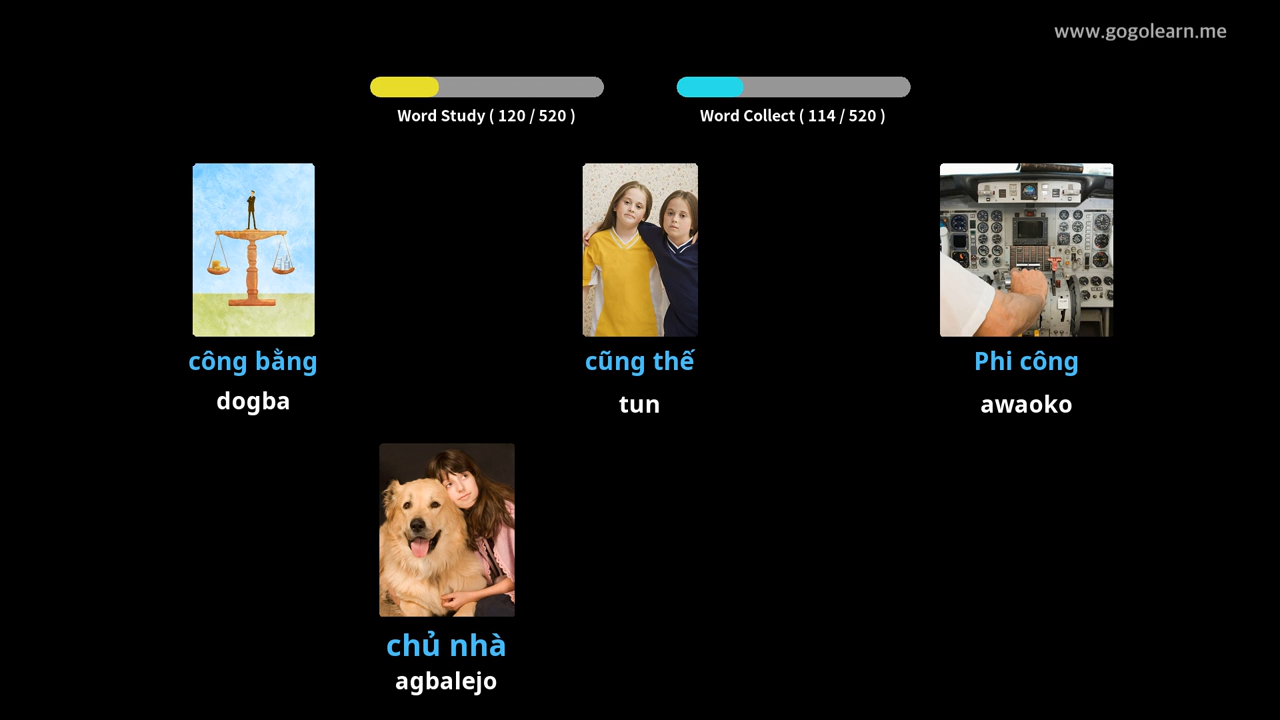 www.gogolearn.me
Word Study ( 120 / 520 )
Word Collect ( 114 / 520 )
công bằng
cũng thế
Phi công
dogba
tun
awaoko
chủ nhà
agbalejo